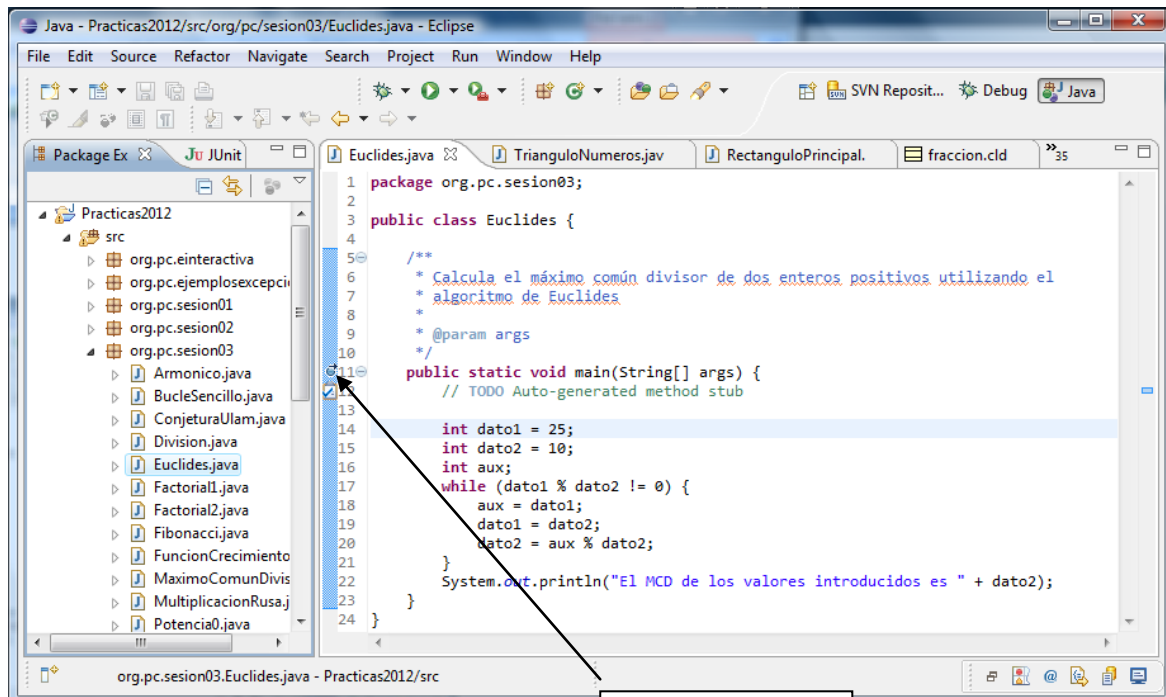 Java - Practicas2012/src/org/pc/sesion03/Euclides.java - Eclipse
File Edit Source Refactor Navigate Search Project Run Window Help
SVN Reposit... Debug Java
Package Ex JUnit
Euclides.java TrianguloNumeros.jav RectanguloPrincipal. fraccion.cld »35
Practicas2012
src
org.pc.einteractiva
org.pc.ejemplosexcepci
org.pc.sesion01
org.pc.sesion02
org.pc.sesion03
Armonico.java
BucleSencillo.java
ConjeturaUlam.java
Division.java
Euclides.java
Factorial1.java
Factorial2.java
Fibonacci.java
FuncionCrecimiento
MaximoComunDivis
MultiplicacionRusa.j
Potencia0.java
1 package org.pc.sesion03;
2
3 public class Euclides {
4
5 /**
6 * Calcula el máximo común divisor de dos enteros positivos utilizando el
7 * algoritmo de Euclides
8 *
9 * @param args
10 */
11 public static void main(String[] args) {
12 // TODO Auto-generated method stub
13
14 int dato1 = 25;
15 int dato2 = 10;
16 int aux;
17 while (dato1 % dato2 != 0) {
18 aux = dato1;
19 dato1 = dato2;
20 dato2 = aux % dato2;
21 }
22 System.out.println("El MCD de los valores introducidos es " + dato2);
23 }
24 }
org.pc.sesion03.Euclides.java - Practicas2012/src